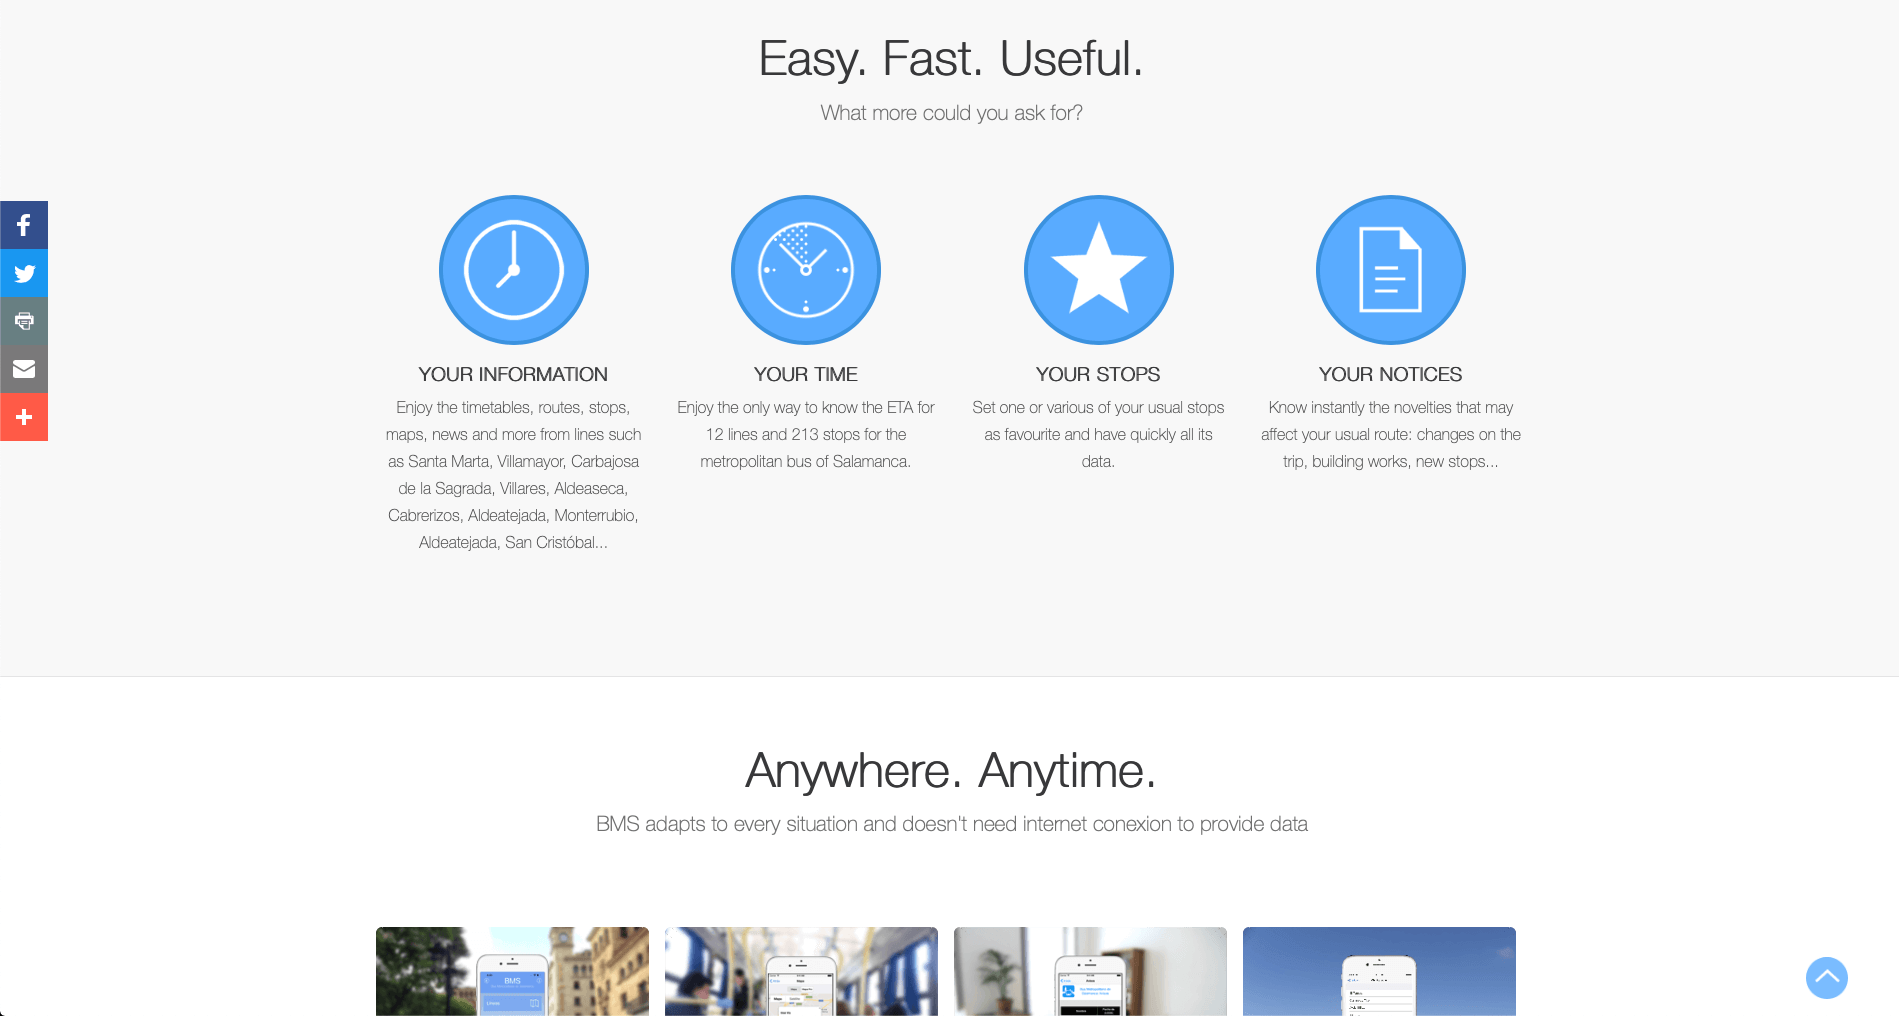 Easy. Fast. Useful.
What more could you ask for?
YOUR INFORMATION
Enjoy the timetables, routes, stops,
maps, news and more from lines such
as Santa Marta, Villamayor, Carbajosa
de la Sagrada, Villares, Aldeaseca,
Cabrerizos, Aldeatejada, Monterrubio,
Aldeatejada, San Cristóbal...
YOUR TIME
Enjoy the only way to know the ETA for
12 lines and 213 stops for the
metropolitan bus of Salamanca.
YOUR STOPS
Set one or various of your usual stops
as favourite and have quickly all its
data.
YOUR NOTICES
Know instantly the novelties that may
affect your usual route: changes on the
trip, building works, new stops...
Anywhere. Anytime.
BMS adapts to every situation and doesn't need internet conexion to provide data
BMS